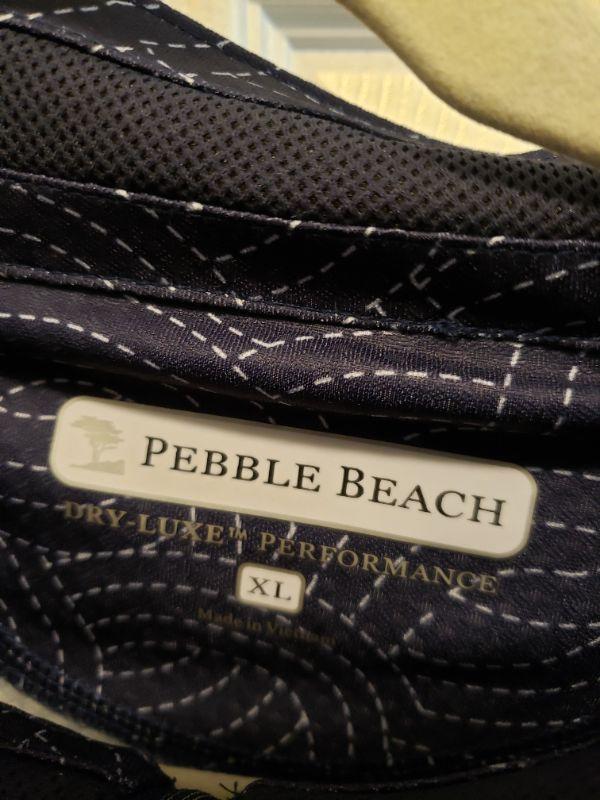 PEBBLE BEACH
DRY-LUXE™ PERFORMANCE
XL
Made in Vietnam